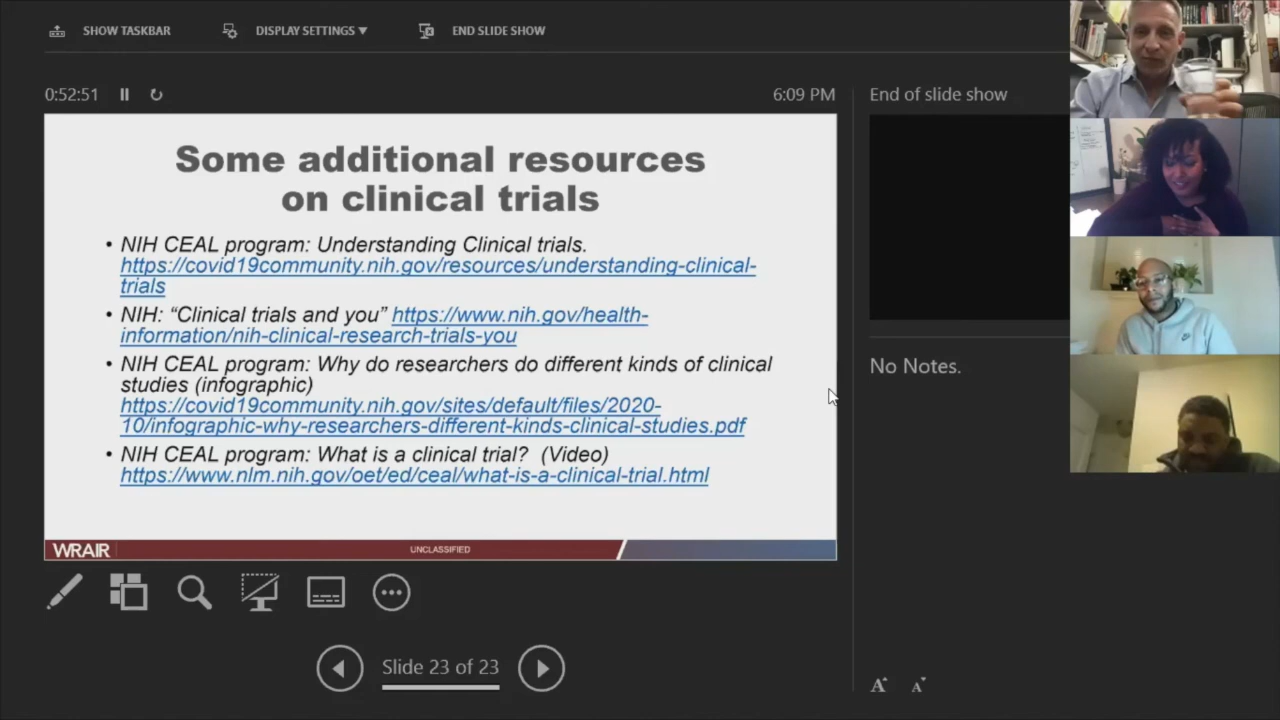 SHOW TASKBAR
DISPLAY SETTINGS ▼
END SLIDE SHOW
0:52:51
6:09 PM
End of slide show
Some additional resources
on clinical trials
• NIH CEAL program: Understanding Clinical trials.
https://covid19community.nih.gov/resources/understanding-clinical-
trials
• NIH: “Clinical trials and you” https://www.nih.gov/health-
information/nih-clinical-research-trials-you
• NIH CEAL program: Why do researchers do different kinds of clinical
studies (infographic)
https://covid19community.nih.gov/sites/default/files/2020-
10/infographic-why-researchers-different-kinds-clinical-studies.pdf
• NIH CEAL program: What is a clinical trial?  (Video)
https://www.nlm.nih.gov/oet/ed/ceal/what-is-a-clinical-trial.html
WRAIR
UNCLASSIFIED
No Notes.
Slide 23 of 23
A A